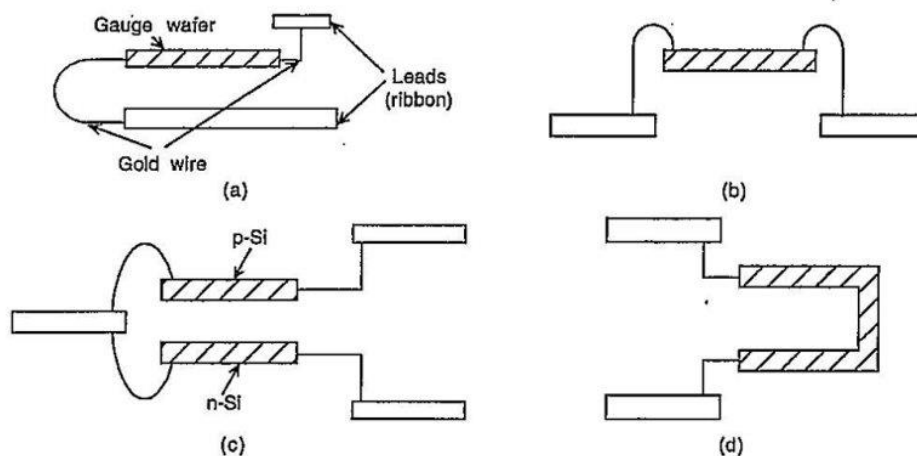 Gauge wafer
Leads
(ribbon)
Gold wire
(a)
(b)
p-Si
n-Si
(c)
(d)